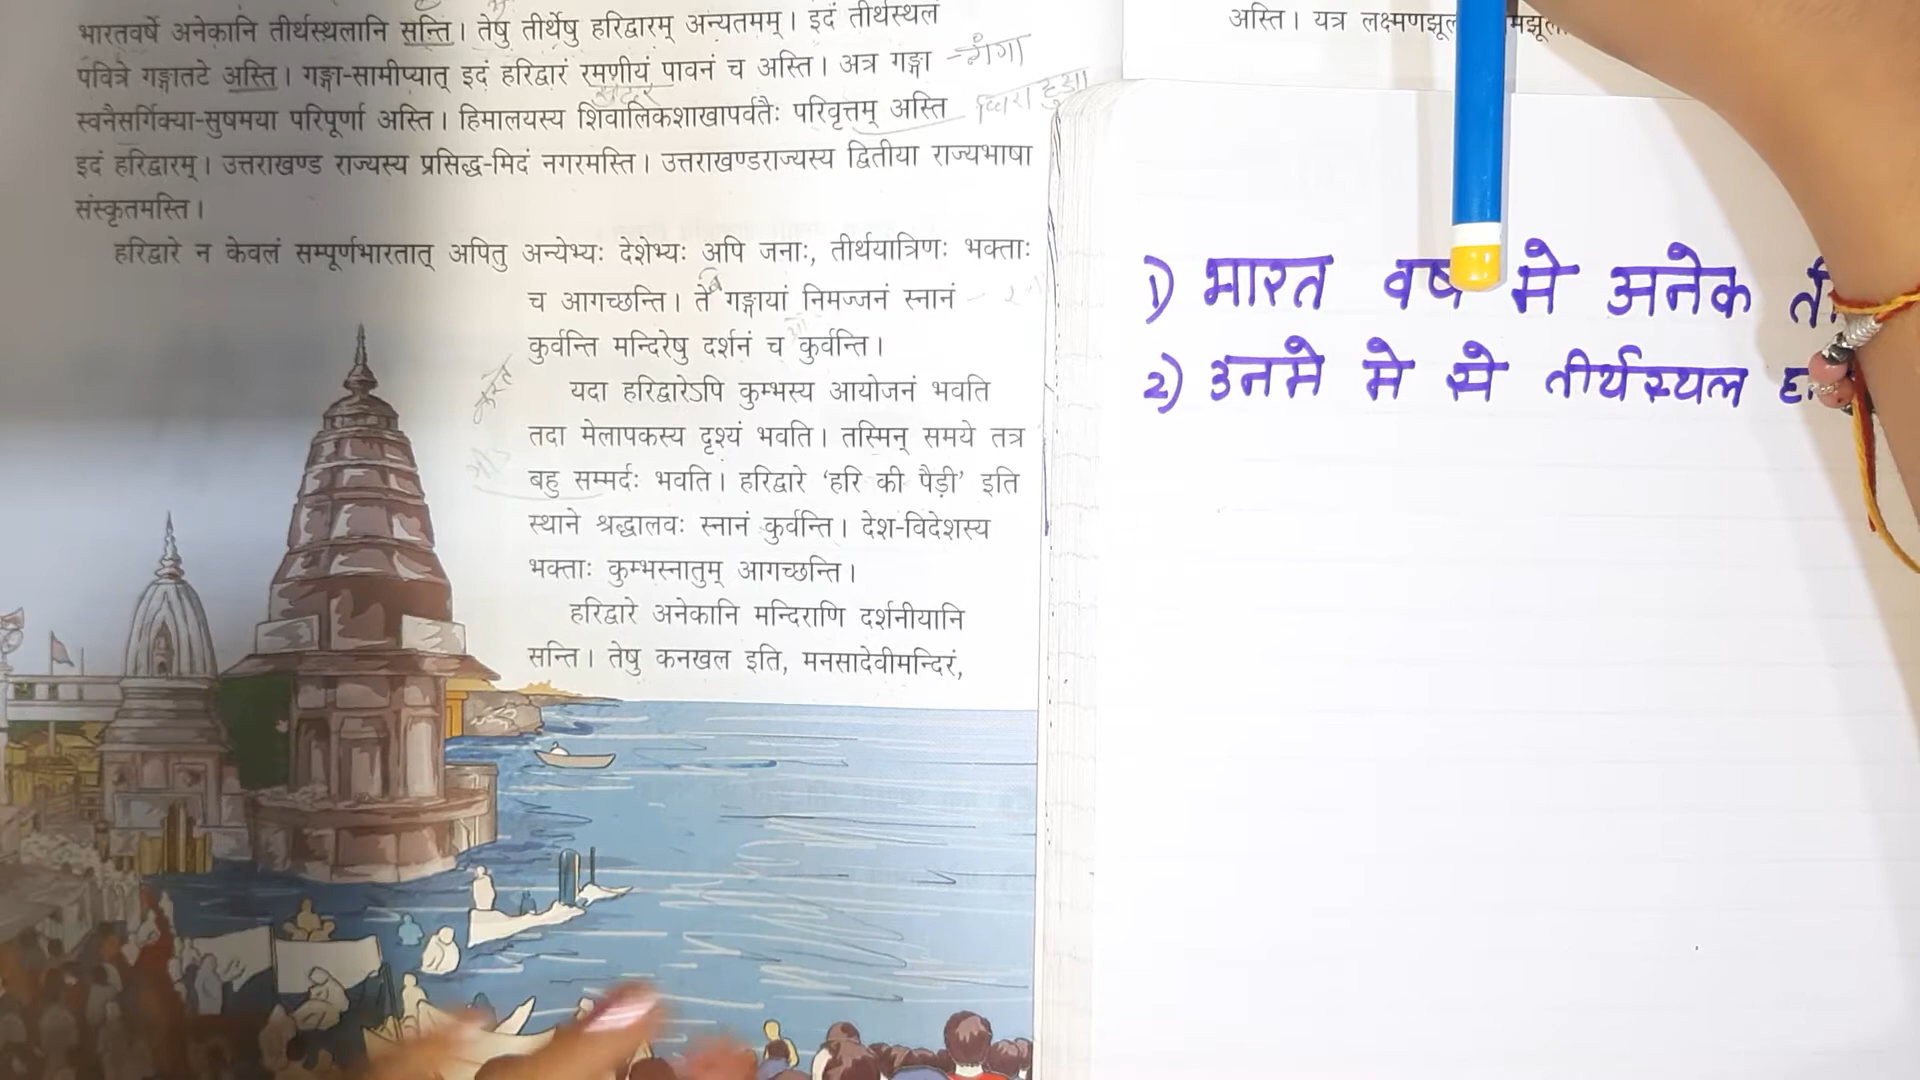 भारतवर्षे अनेकानि तीर्थस्थलानि सन्ति। तेषु तीर्थेषु हरिद्वारम् अन्यतमम्। इदं तीर्थस्थलं
पवित्रे गङ्गातटे अस्ति। गङ्गा-सामीप्यात् इदं हरिद्वारं रमणीयं पावनं च अस्ति। अत्र गङ्गा - गंगा
सुंदर
स्वनैसर्गिक्या-सुषमया परिपूर्णा अस्ति। हिमालयस्य शिवालिकशाखापर्वतैः परिवृत्तम् अस्ति घिरा हुआ
इदं हरिद्वारम्। उत्तराखण्ड राज्यस्य प्रसिद्ध-मिदं नगरमस्ति। उत्तराखण्डराज्यस्य द्वितीया राज्यभाषा
संस्कृतमस्ति।
हरिद्वारे न केवलं सम्पूर्णभारतात् अपितु अन्येभ्यः देशेभ्यः अपि जनाः, तीर्थयात्रिणः भक्ताः
च आगच्छन्ति। ते गङ्गायां निमज्जनं स्नानं
कुर्वन्ति मन्दिरेषु दर्शनं च कुर्वन्ति।
करते
यदा हरिद्वारेऽपि कुम्भस्य आयोजनं भवति
तदा मेलापकस्य दृश्यं भवति। तस्मिन् समये तत्र
बहु सम्मर्दः भवति। हरिद्वारे ‘हरि की पैड़ी’ इति
स्थाने श्रद्धालवः स्नानं कुर्वन्ति। देश-विदेशस्य
भक्ताः कुम्भस्नातुम् आगच्छन्ति।
हरिद्वारे अनेकानि मन्दिराणि दर्शनीयानि
सन्ति। तेषु कनखल इति, मनसादेवीमन्दिरं,
अस्ति। यत्र
1) भारत वर्ष मे अनेक
2) उनमे मे से तीर्थस्थल